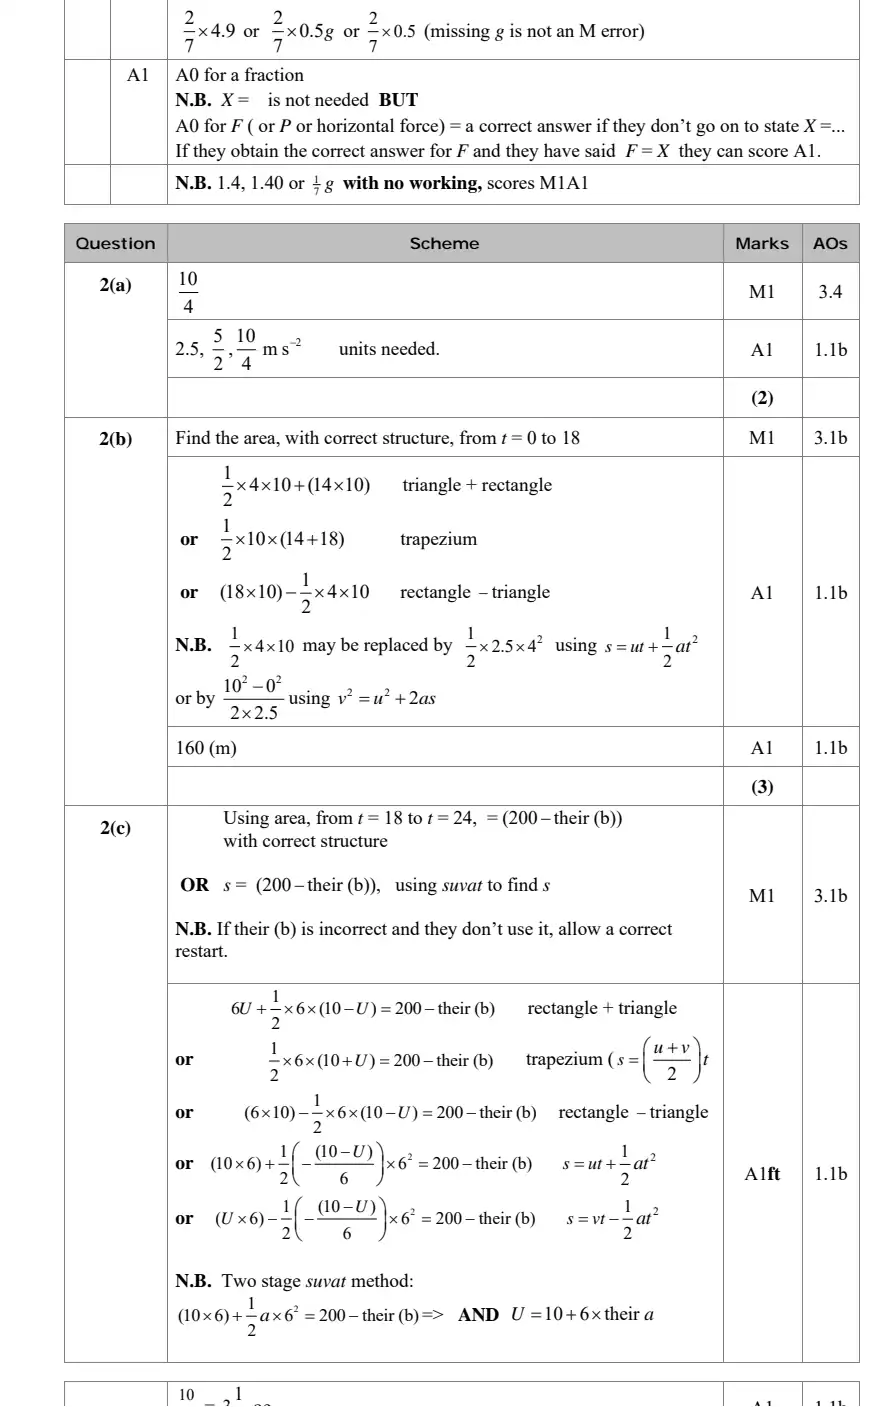 2/7 × 4.9 or 2/7 × 0.5g or 2/7 × 0.5 (missing g is not an M error)
A1 A0 for a fraction
N.B. X = is not needed BUT
A0 for F ( or P or horizontal force) = a correct answer if they don't go on to state X =...
If they obtain the correct answer for F and they have said F = X they can score A1.
N.B. 1.4, 1.40 or 1/7 g with no working, scores M1A1
Question Scheme Marks AOs
2(a) 10/4 M1 3.4
2.5, 5/2, 10/4 m s⁻² units needed. A1 1.1b
(2)
2(b) Find the area, with correct structure, from t = 0 to 18 M1 3.1b
1/2 × 4 × 10 + (14 × 10) triangle + rectangle
or 1/2 × 10 × (14 + 18) trapezium
or (18 × 10) – 1/2 × 4 × 10 rectangle – triangle A1 1.1b
N.B. 1/2 × 4 × 10 may be replaced by 1/2 × 2.5 × 4² using s = ut + 1/2 at²
or by (10² – 0²)/(2 × 2.5) using v² = u² + 2as
160 (m) A1 1.1b
(3)
2(c) Using area, from t = 18 to t = 24, = (200 – their (b))
with correct structure
OR s = (200 – their (b)), using suvat to find s M1 3.1b
N.B. If their (b) is incorrect and they don't use it, allow a correct
restart.
6U + 1/2 × 6 × (10 – U) = 200 – their (b) rectangle + triangle
or 1/2 × 6 × (10 + U) = 200 – their (b) trapezium ( s = ((u + v)/2) t
or (6 × 10) – 1/2 × 6 × (10 – U) = 200 – their (b) rectangle – triangle
or (10 × 6) + 1/2 (– (10 – U)/6) × 6² = 200 – their (b) s = ut + 1/2 at² A1ft 1.1b
or (U × 6) – 1/2 (– (10 – U)/6) × 6² = 200 – their (b) s = vt – 1/2 at²
N.B. Two stage suvat method:
(10 × 6) + 1/2 a × 6² = 200 – their (b) => AND U = 10 + 6 × their a
10